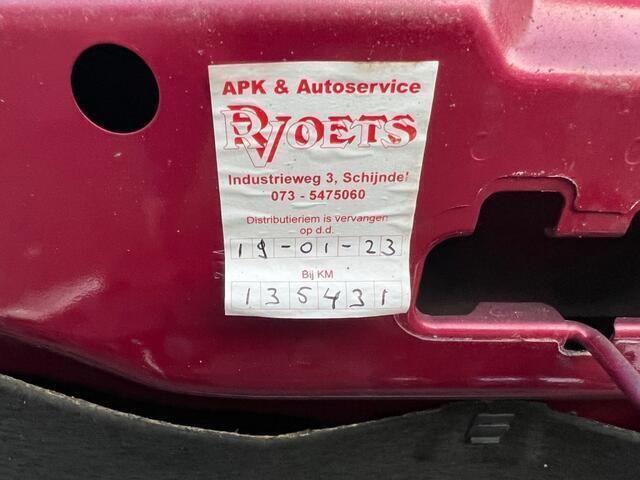 APK & Autoservice
RVOETS
Industrieweg 3, Schijndel
073 - 5475060
Distributieriem is vervangen
op d.d.
19-01-23
Bij KM
135431